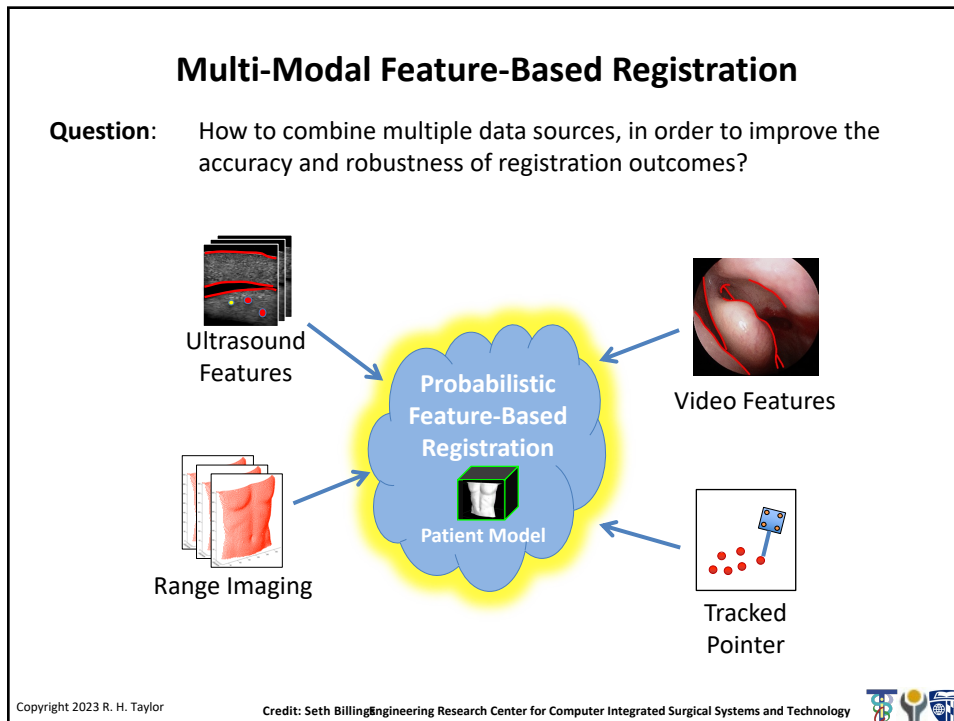 Multi-Modal Feature-Based Registration
Question: How to combine multiple data sources, in order to improve the
accuracy and robustness of registration outcomes?
Ultrasound
Features
Probabilistic
Feature-Based
Registration
Patient Model
Video Features
Range Imaging
Tracked
Pointer
Copyright 2023 R. H. Taylor
Credit: Seth Billings
Engineering Research Center for Computer Integrated Surgical Systems and Technology